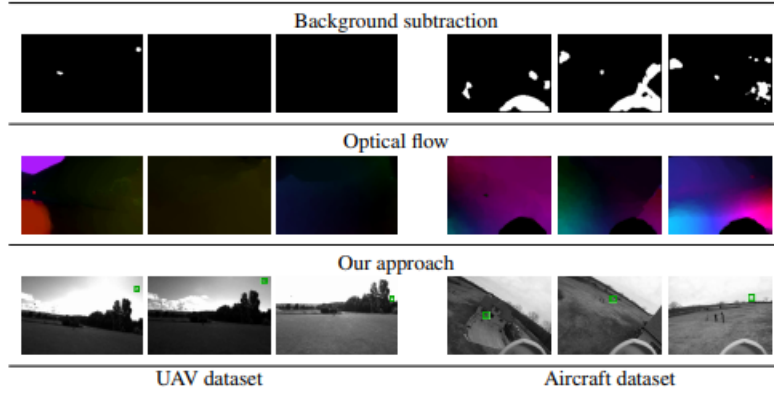 Background subtraction
Optical flow
Our approach
UAV dataset
Aircraft dataset